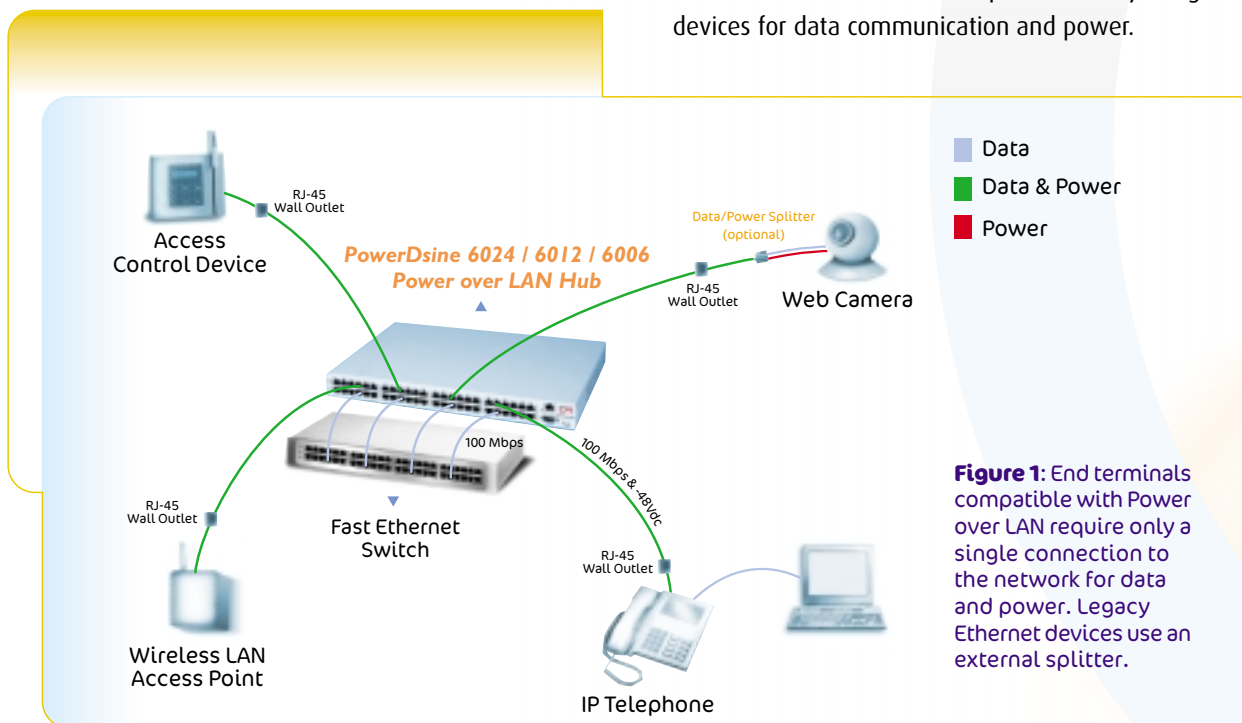 devices for data communication and power.
Data
Data & Power
Power
RJ-45
Wall Outlet
Access
Control Device
PowerDsine 6024 / 6012 / 6006
Power over LAN Hub
Data/Power Splitter
(optional)
RJ-45
Wall Outlet
Web Camera
100 Mbps
100 Mbps & -48Vdc
RJ-45
Wall Outlet
Fast Ethernet
Switch
RJ-45
Wall Outlet
Wireless LAN
Access Point
IP Telephone
Figure 1: End terminals
compatible with Power
over LAN require only a
single connection to
the network for data
and power. Legacy
Ethernet devices use an
external splitter.